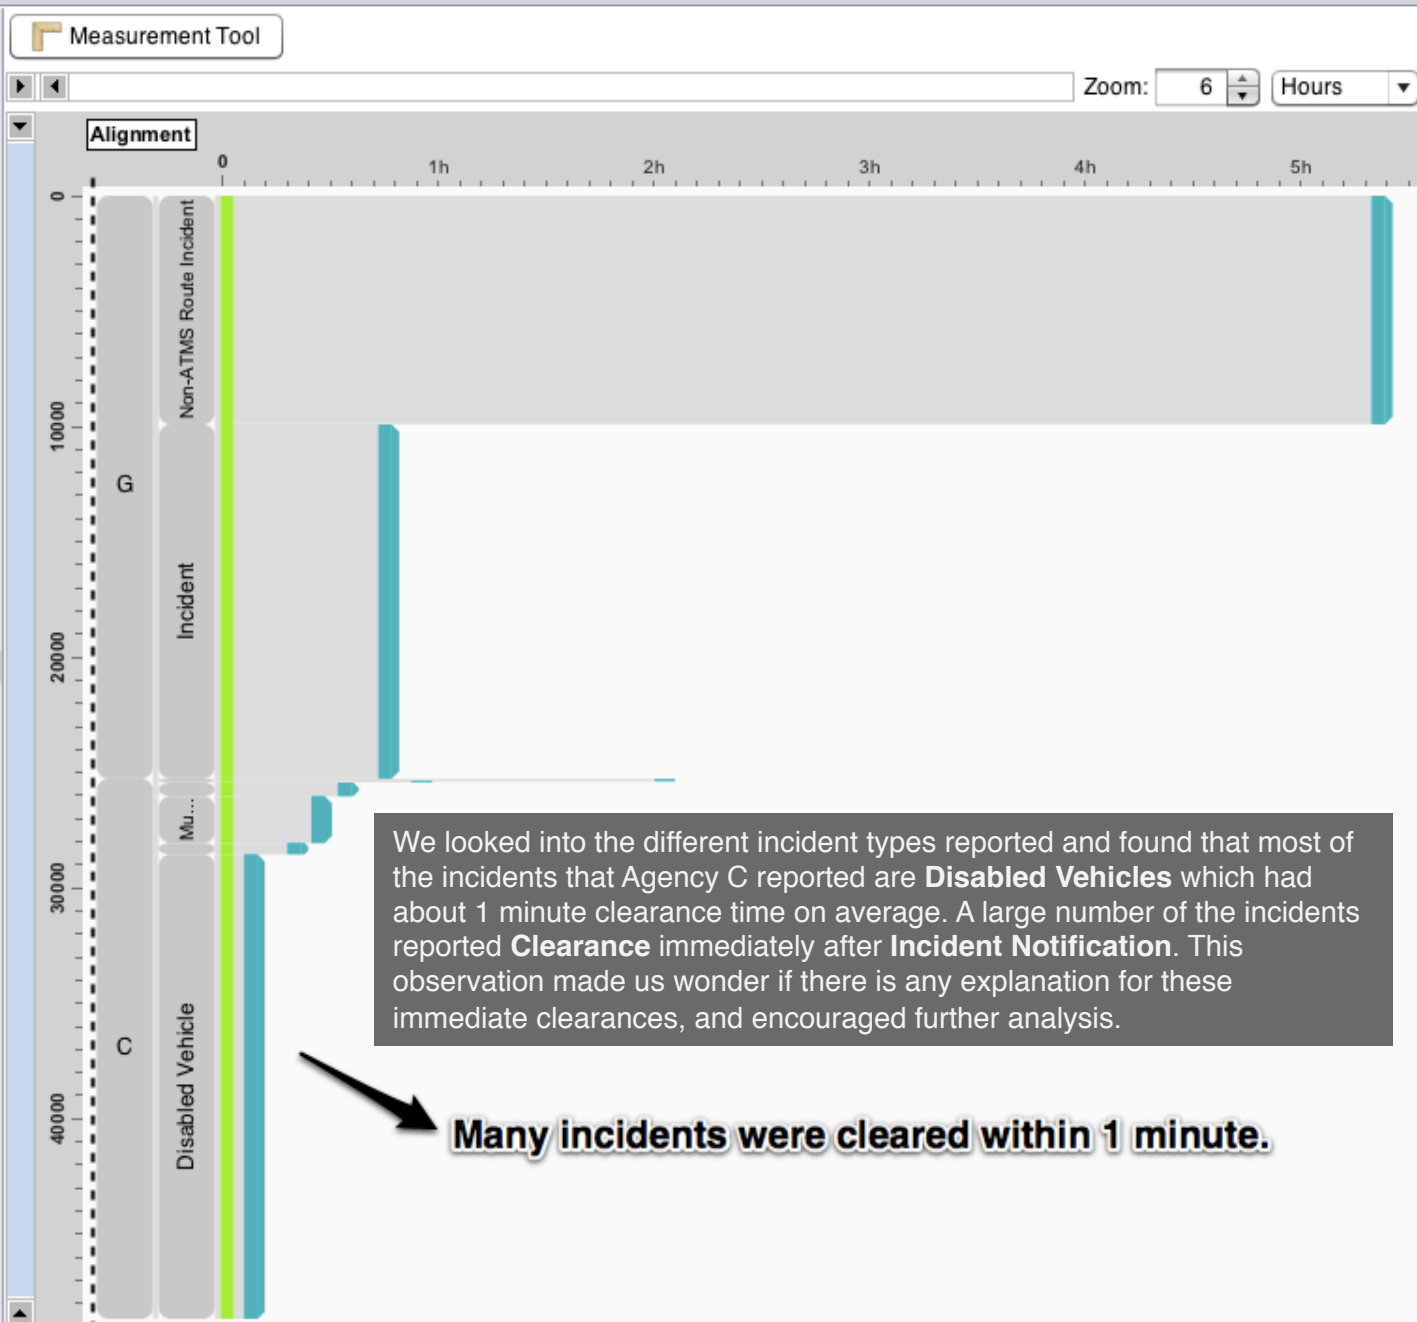 Measurement Tool
Zoom: 6 Hours
Alignment
0 1h 2h 3h 4h 5h
0
10000
20000
30000
40000
G
C
Non-ATMS Route Incident
Incident
Mu...
Disabled Vehicle
We looked into the different incident types reported and found that most of
the incidents that Agency C reported are Disabled Vehicles which had
about 1 minute clearance time on average. A large number of the incidents
reported Clearance immediately after Incident Notification. This
observation made us wonder if there is any explanation for these
immediate clearances, and encouraged further analysis.
Many incidents were cleared within 1 minute.